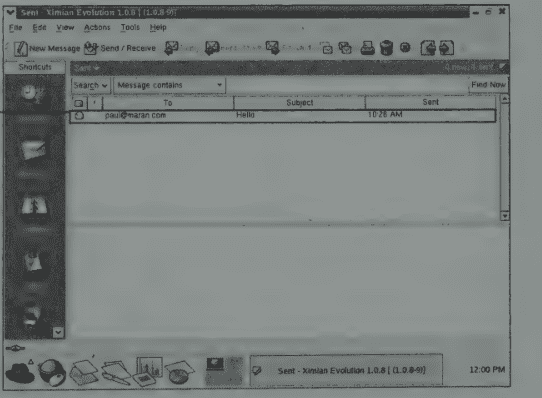 Sent - Ximian Evolution 1.0.8 [ (1.0.8-9)]
File Edit View Actions Tools Help
New Message Send / Receive
Shortcuts Sent
Search Message contains Find Now
To Subject Sent
paul@maran.com Hello 10:26 AM
Sent - Ximian Evolution 1.0.8 [ (1.0.8-9)] 12:00 PM